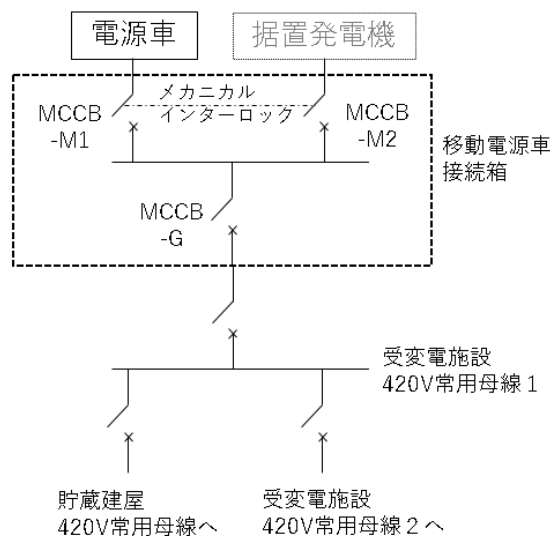 電源車
据置発電機
メカニカル
インターロック
MCCB
-M1
MCCB
-M2
移動電源車
接続箱
MCCB
-G
受変電施設
420V常用母線1
貯蔵建屋
420V常用母線へ
受変電施設
420V常用母線2へ